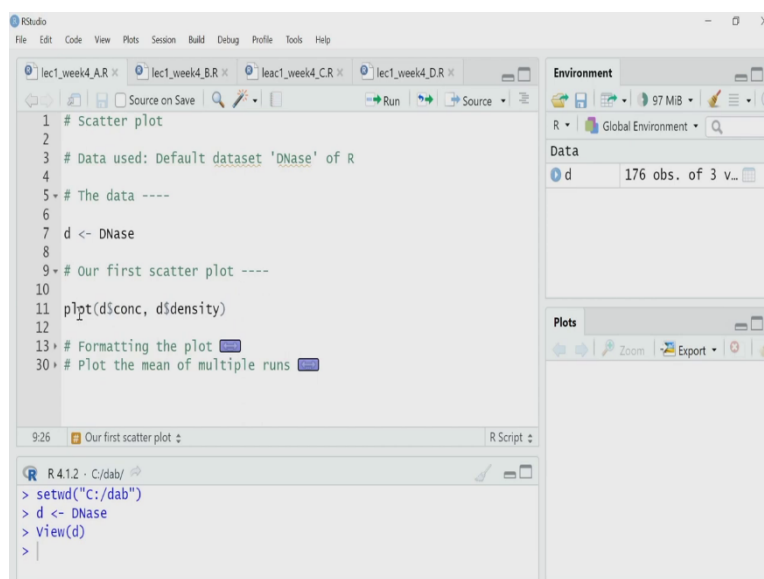 RStudio
File Edit Code View Plots Session Build Debug Profile Tools Help
lec1_week4_A.R × lec1_week4_B.R × leac1_week4_C.R × lec1_week4_D.R ×
Source on Save Run Source
1 # Scatter plot
2
3 # Data used: Default dataset 'DNase' of R
4
5 # The data ----
6
7 d <- DNase
8
9 # Our first scatter plot ----
10
11 plot(d$conc, d$density)
12
13 # Formatting the plot
30 # Plot the mean of multiple runs
9:26 # Our first scatter plot R Script
R R 4.1.2 · C:/dab/
> setwd("C:/dab")
> d <- DNase
> View(d)
>
Environment
97 MiB
R Global Environment
Data
d 176 obs. of 3 v…
Plots
Zoom Export